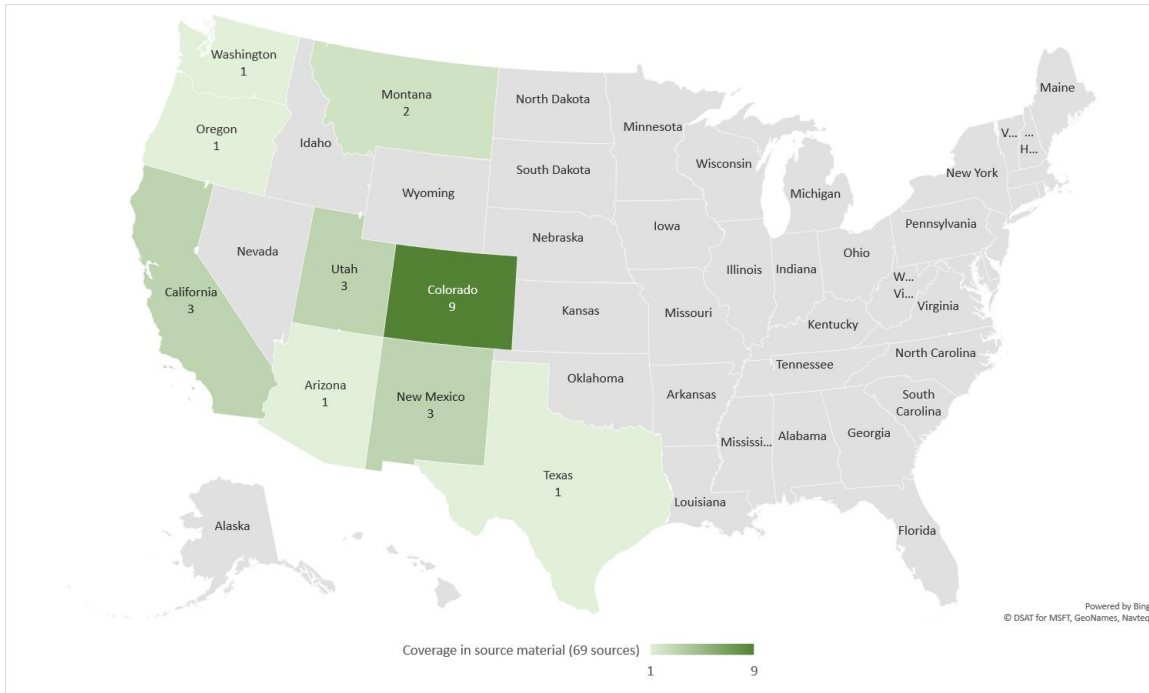 Washington
1
Maine
Montana
2
North Dakota
Minnesota
V...
...
H...
Oregon
1
Idaho
South Dakota
Wisconsin
New York
Michigan
Wyoming
Iowa
Pennsylvania
Nebraska
Nevada
Ohio
Illinois
Indiana
Utah
3
W...
Vi...
Colorado
9
California
3
Virginia
Kansas
Missouri
Kentucky
North Carolina
Tennessee
Arizona
1
Oklahoma
New Mexico
3
Arkansas
South
Carolina
Mississi...
Alabama
Georgia
Texas
1
Louisiana
Alaska
Florida
Powered by Bing
© DSAT for MSFT, GeoNames, Navteq
Coverage in source material (69 sources)
1
9